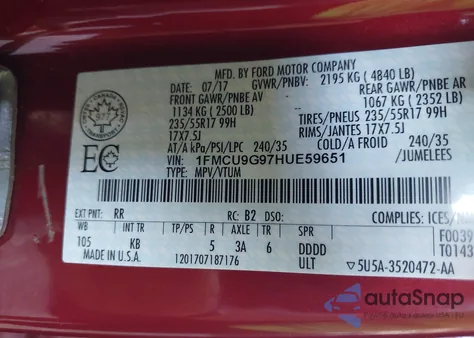 MFD. BY FORD MOTOR COMPANY
07/17 GVWR/PNBV: 2195 KG ( 4840 LB)
FRONT GAWR/PNBE AV REAR GAWR/PNBE AR
1134 KG ( 2500 LB) 1067 KG ( 2352 LB)
235/55R17 99H TIRES/PNEUS 235/55R17 99H
17X7.5J RIMS/JANTES 17X7.5J
AT/A kPa/PSI/LPC 240/35 COLD/A FROID 240/35
VIN: 1FMCU9G97HUE59651 /JUMELEES
TYPE: MPV/VTUM
CANADA
EC
EXT PNT: RR RC: B2 DSO: COMPLIES: ICES/
WB INT TR TP/PS R AXLE TR SPR F0039
105 KB 5 3A 6 DDDD T0143
MADE IN U.S.A. 1201707187176 ULT 5U5A-3520472-AA
autoSnap